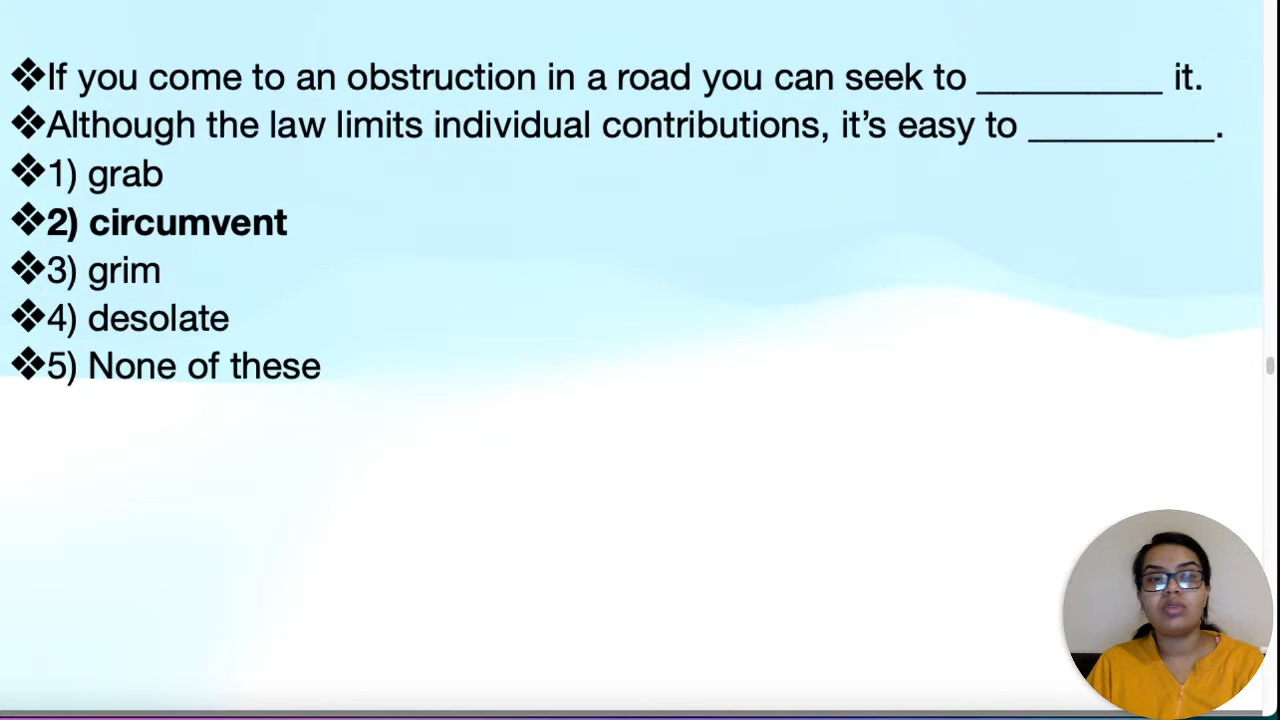 ❖If you come to an obstruction in a road you can seek to __________ it.
❖Although the law limits individual contributions, it’s easy to __________.
❖1) grab
❖2) circumvent
❖3) grim
❖4) desolate
❖5) None of these